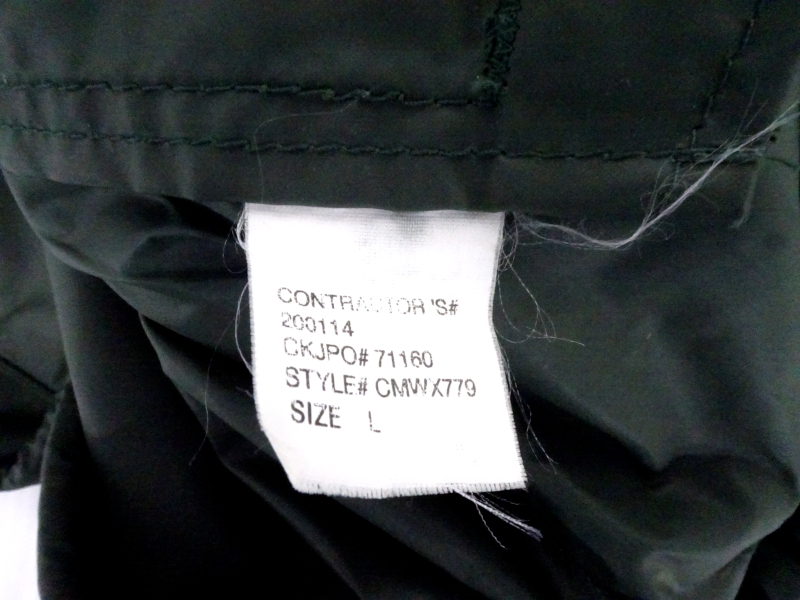 CONTRACTOR 'S#
200114
CKJPO# 71160
STYLE# CMWX779
SIZE L